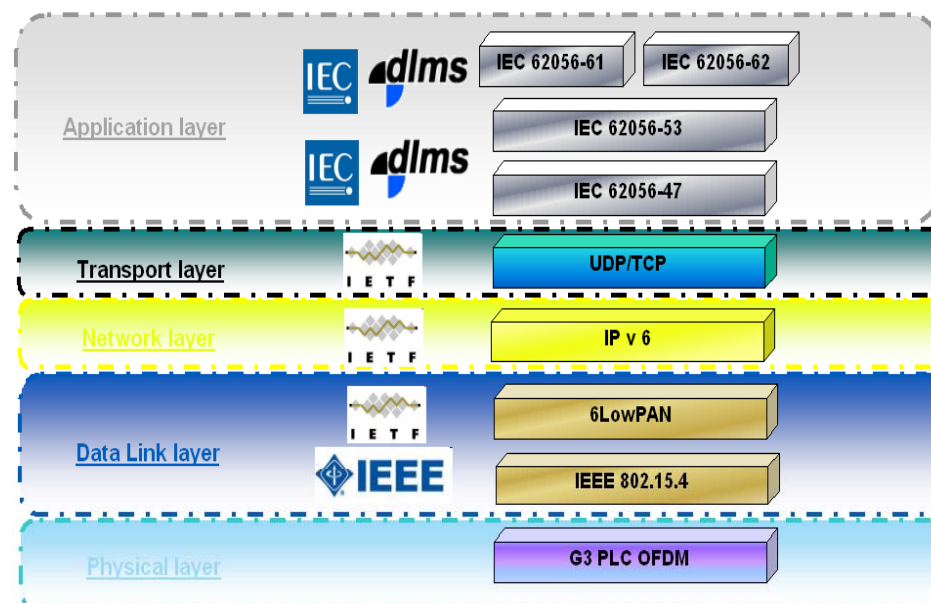 IEC dlms IEC 62056-61 IEC 62056-62
Application layer
IEC 62056-53
IEC dlms IEC 62056-47
Transport layer IETF UDP/TCP
Network layer IETF IP v 6
IETF 6LowPAN
Data Link layer
IEEE IEEE 802.15.4
Physical layer G3 PLC OFDM